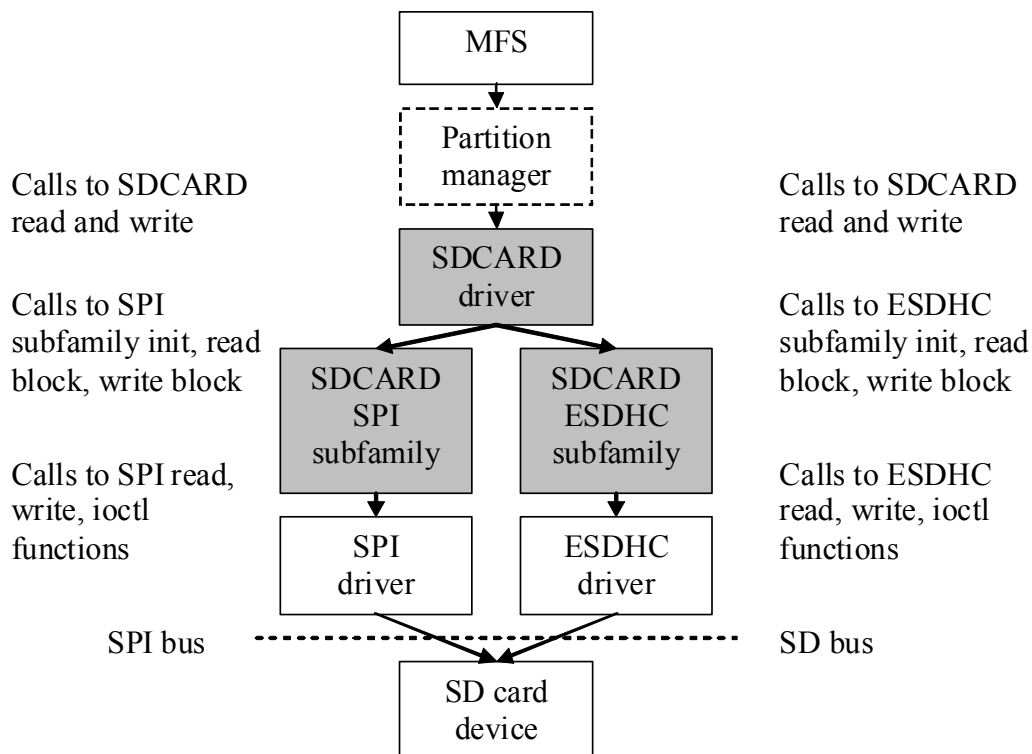 MFS
Partition
manager
Calls to SDCARD
read and write
Calls to SDCARD
read and write
SDCARD
driver
Calls to SPI
subfamily init, read
block, write block
Calls to ESDHC
subfamily init, read
block, write block
SDCARD
SPI
subfamily
SDCARD
ESDHC
subfamily
Calls to SPI read,
write, ioctl
functions
Calls to ESDHC
read, write, ioctl
functions
SPI
driver
ESDHC
driver
SPI bus
SD bus
SD card
device